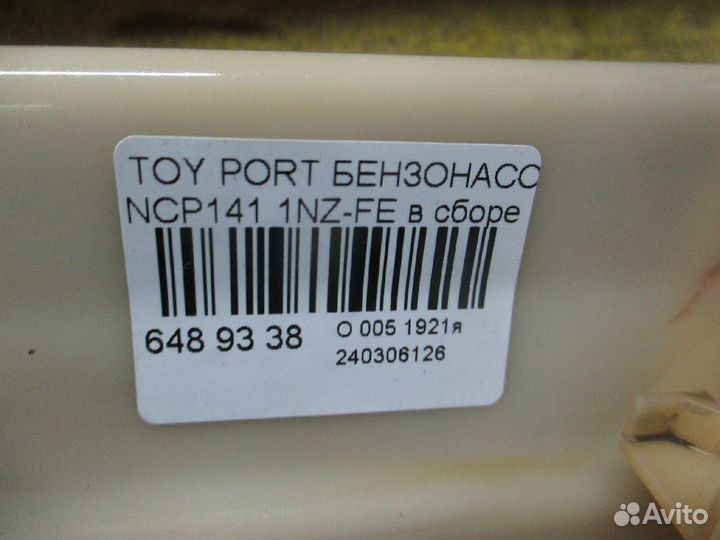 TOY PORT БЕНЗОНАСО
NCP141 1NZ-FE в сборе
648 93 38
О 005 1921я
240306126
Avito